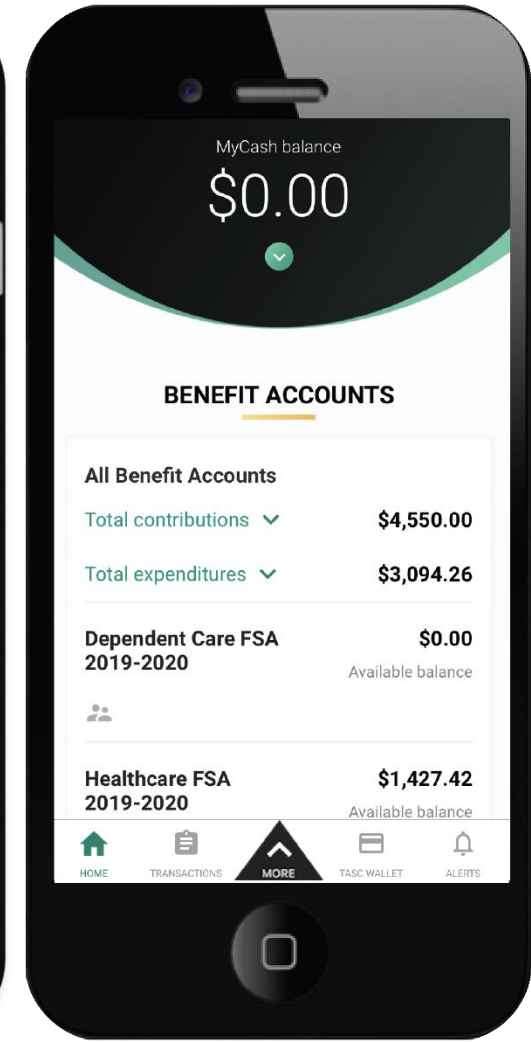 MyCash balance
$0.00
BENEFIT ACCOUNTS
All Benefit Accounts
Total contributions $4,550.00
Total expenditures $3,094.26
Dependent Care FSA $0.00
2019-2020 Available balance
Healthcare FSA $1,427.42
2019-2020 Available balance
HOME TRANSACTIONS MORE TASC WALLET ALERTS